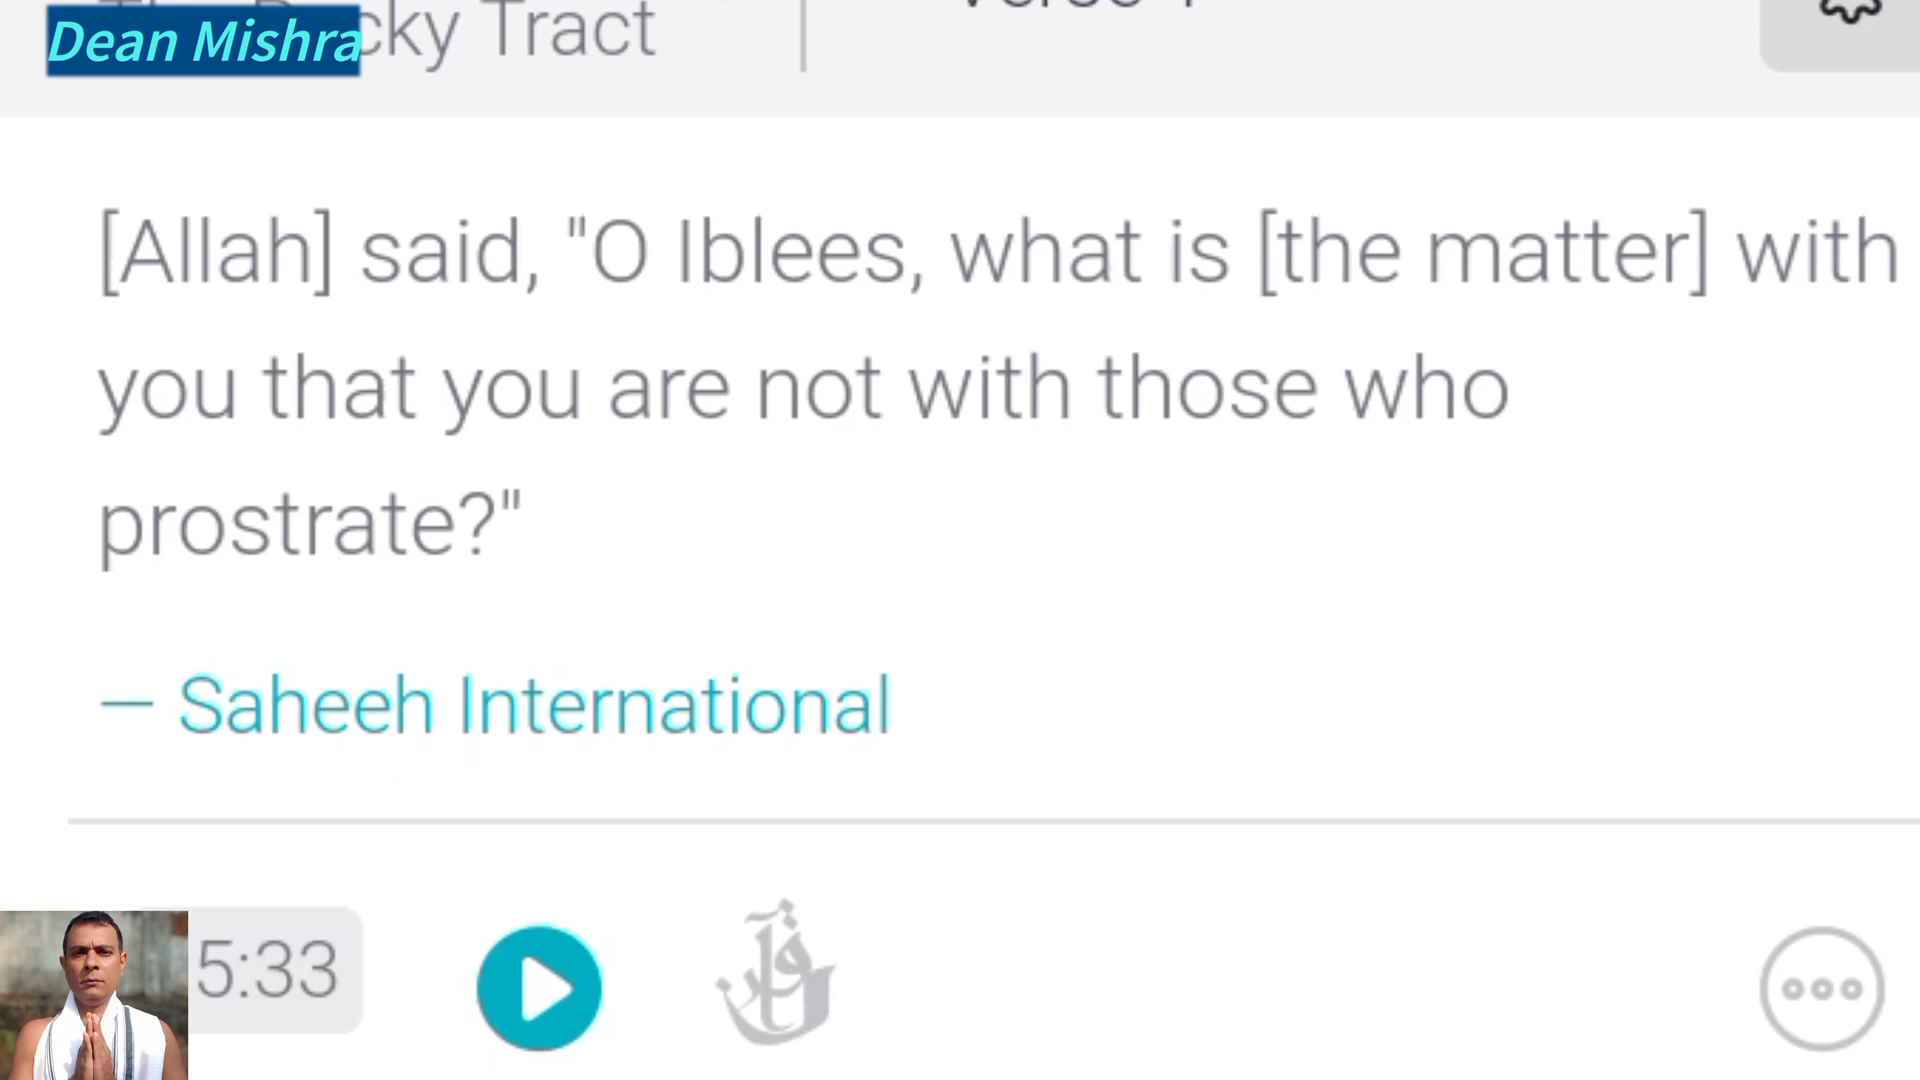 Dean Mishra
Tract
[Allah] said, "O Iblees, what is [the matter] with
you that you are not with those who
prostrate?"
— Saheeh International
5:33